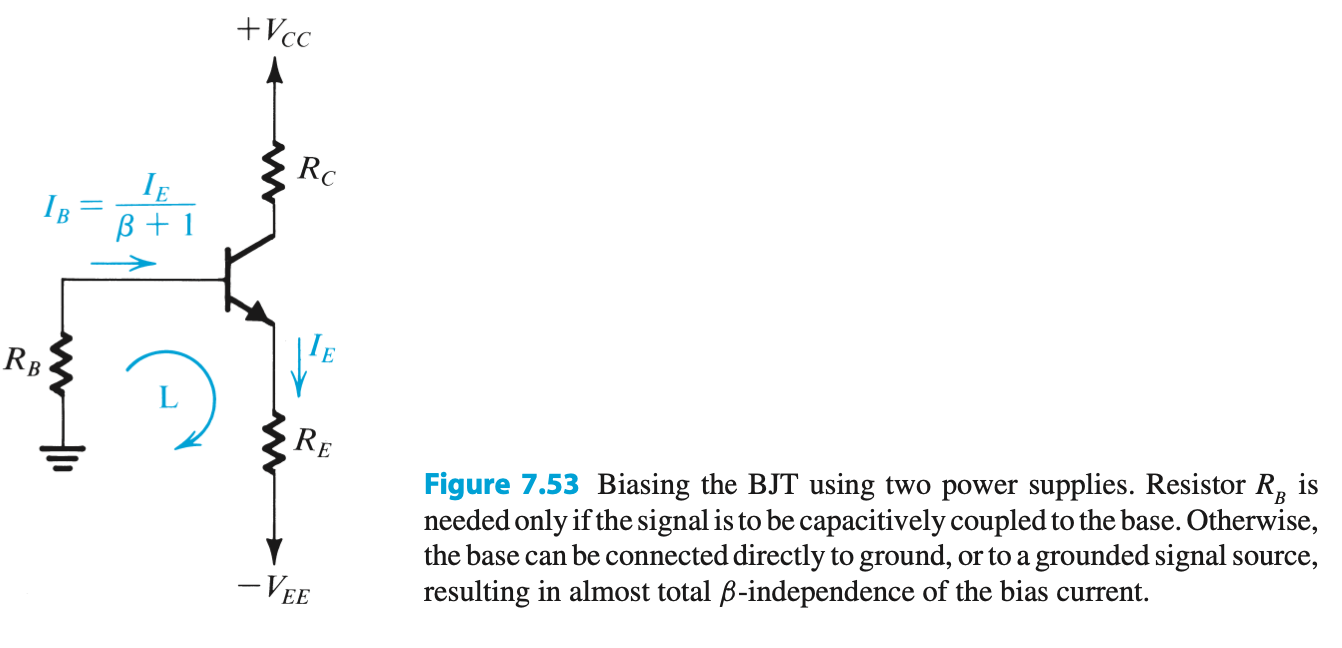 +V_CC
R_C
I_B = I_E / (β + 1)
I_E
R_B
L
R_E
−V_EE
Figure 7.53 Biasing the BJT using two power supplies. Resistor R_B is
needed only if the signal is to be capacitively coupled to the base. Otherwise,
the base can be connected directly to ground, or to a grounded signal source,
resulting in almost total β-independence of the bias current.